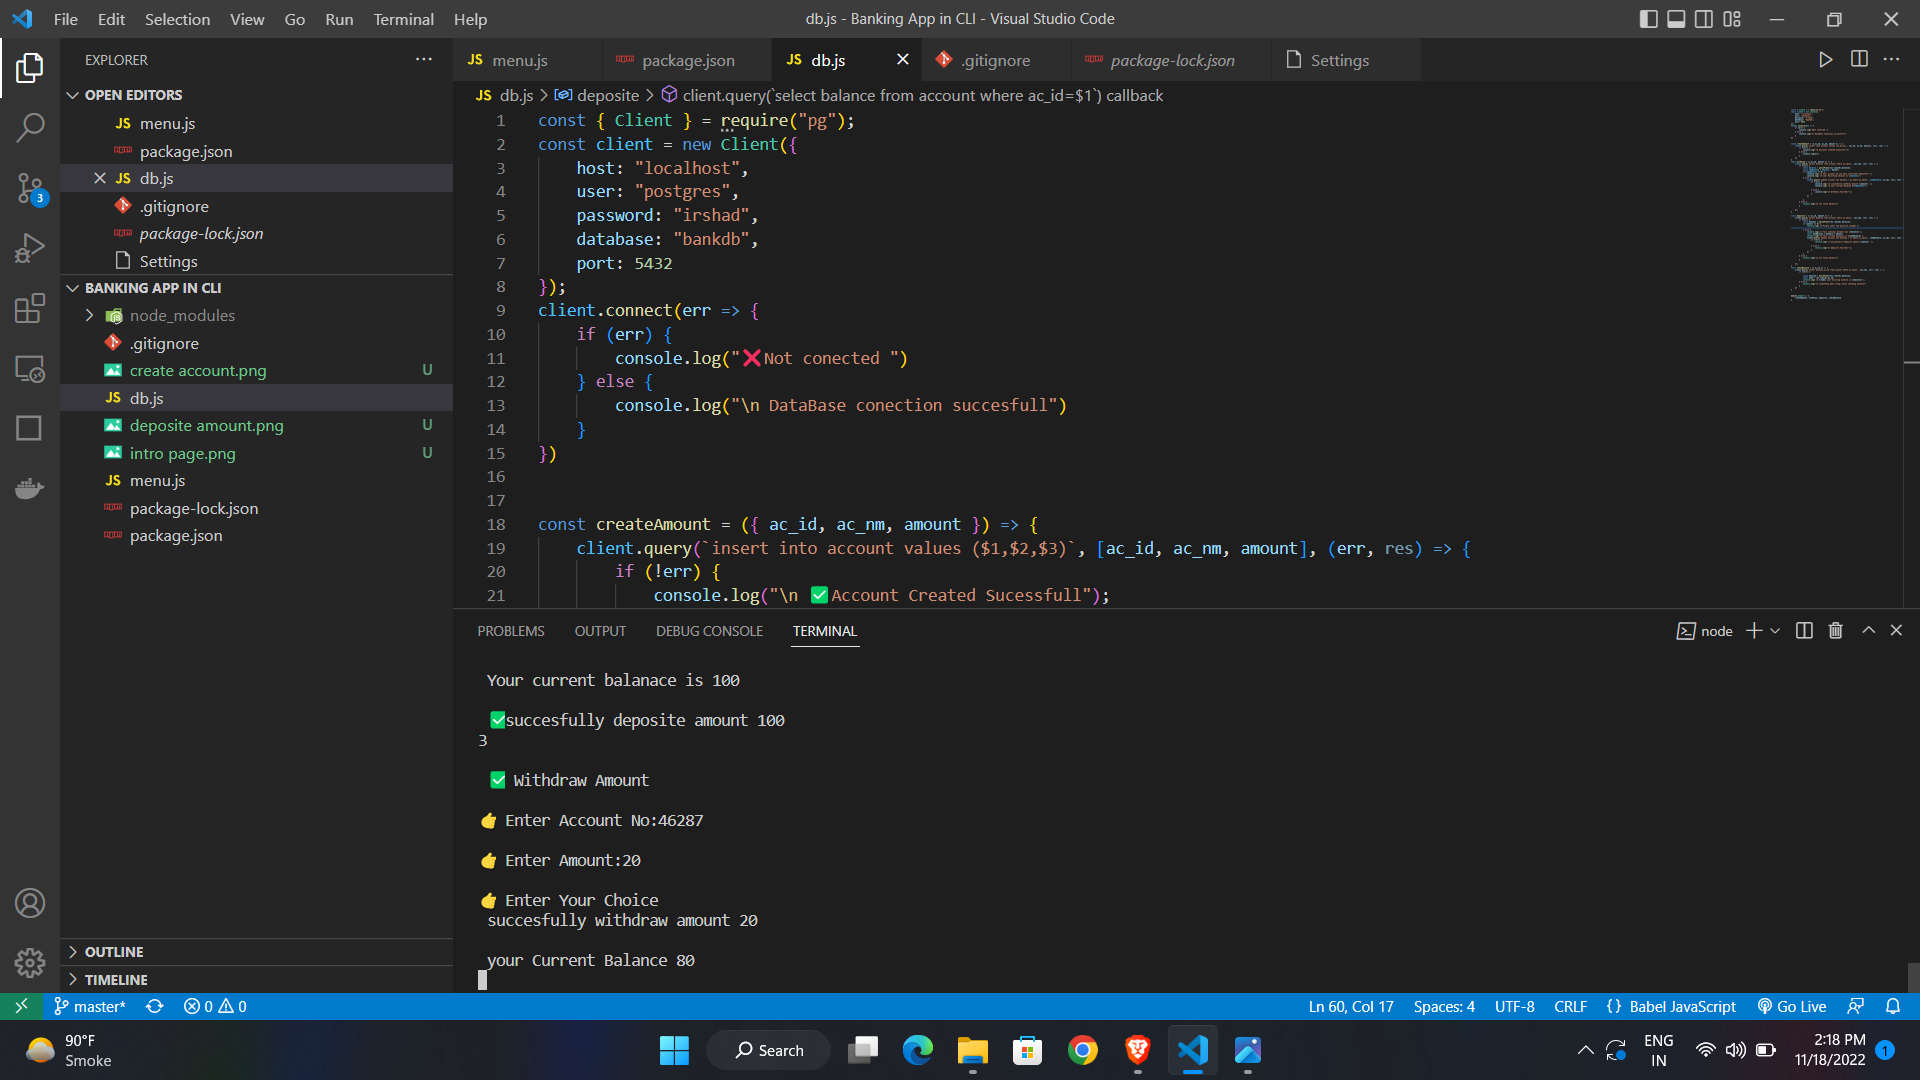 File Edit Selection View Go Run Terminal Help
db.js - Banking App in CLI - Visual Studio Code
EXPLORER
OPEN EDITORS
JS menu.js
package.json
JS db.js
.gitignore
package-lock.json
Settings
BANKING APP IN CLI
node_modules
.gitignore
create account.png U
JS db.js
deposite amount.png U
intro page.png U
JS menu.js
package-lock.json
package.json
OUTLINE
TIMELINE
3
JS menu.js package.json JS db.js .gitignore package-lock.json Settings
JS db.js > deposite > client.query(`select balance from account where ac_id=$1`) callback
1 const { Client } = require("pg");
2 const client = new Client({
3 host: "localhost",
4 user: "postgres",
5 password: "irshad",
6 database: "bankdb",
7 port: 5432
8 });
9 client.connect(err => {
10 if (err) {
11 console.log("❌Not conected ")
12 } else {
13 console.log("\n DataBase conection succesfull")
14 }
15 })
16
17
18 const createAmount = ({ ac_id, ac_nm, amount }) => {
19 client.query(`insert into account values ($1,$2,$3)`, [ac_id, ac_nm, amount], (err, res) => {
20 if (!err) {
21 console.log("\n ✅Account Created Sucessfull");
PROBLEMS OUTPUT DEBUG CONSOLE TERMINAL
node
Your current balanace is 100
✅succesfully deposite amount 100
3
✅ Withdraw Amount
👉 Enter Account No:46287
👉 Enter Amount:20
👉 Enter Your Choice
succesfully withdraw amount 20
your Current Balance 80
master* 0 0
Ln 60, Col 17 Spaces: 4 UTF-8 CRLF {} Babel JavaScript Go Live
90°F
Smoke
Search
ENG
IN
2:18 PM
11/18/2022
1